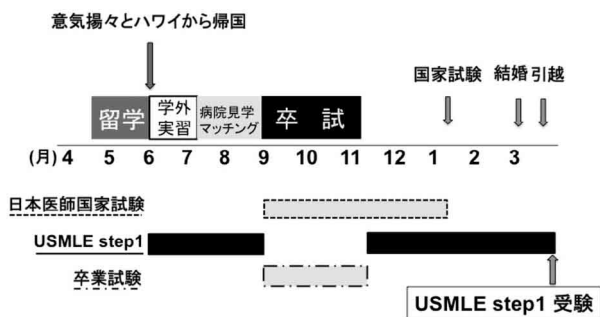 意気揚々とハワイから帰国
国家試験 結婚 引越
留学 学外実習 病院見学マッチング 卒 試
(月) 4 5 6 7 8 9 10 11 12 1 2 3
日本医師国家試験
USMLE step1
卒業試験
USMLE step1 受験